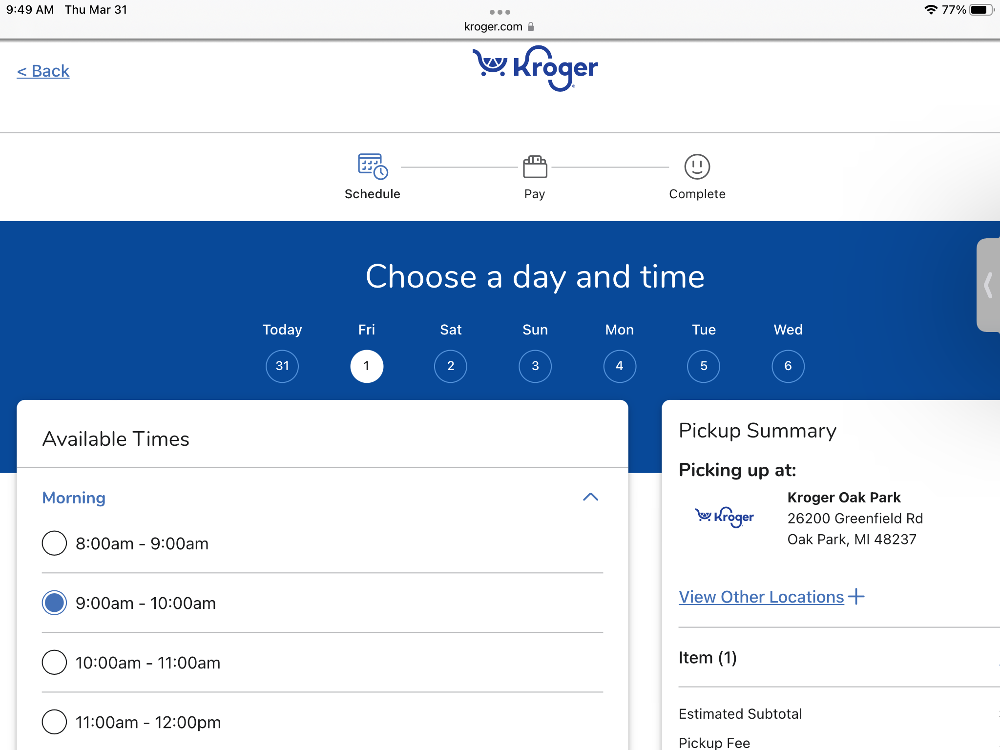 9:49 AM Thu Mar 31
77%
kroger.com
< Back
Kroger
Schedule
Pay
Complete
Choose a day and time
Today Fri Sat Sun Mon Tue Wed
31 1 2 3 4 5 6
Available Times
Morning
8:00am - 9:00am
9:00am - 10:00am
10:00am - 11:00am
11:00am - 12:00pm
Pickup Summary
Picking up at:
Kroger
Kroger Oak Park
26200 Greenfield Rd
Oak Park, MI 48237
View Other Locations
Item (1)
Estimated Subtotal
Pickup Fee